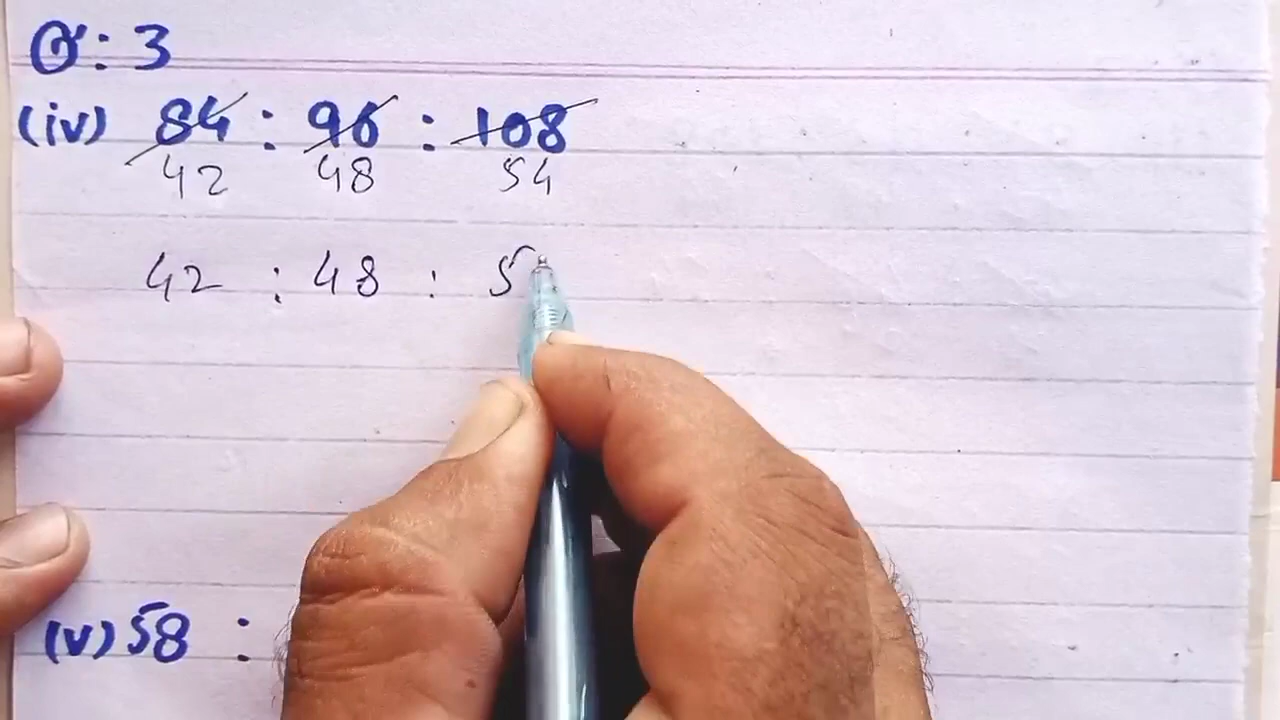 Q: 3
(iv) 84 : 96 : 108
42 48 54
42 : 48 : 5
(v) 58 :